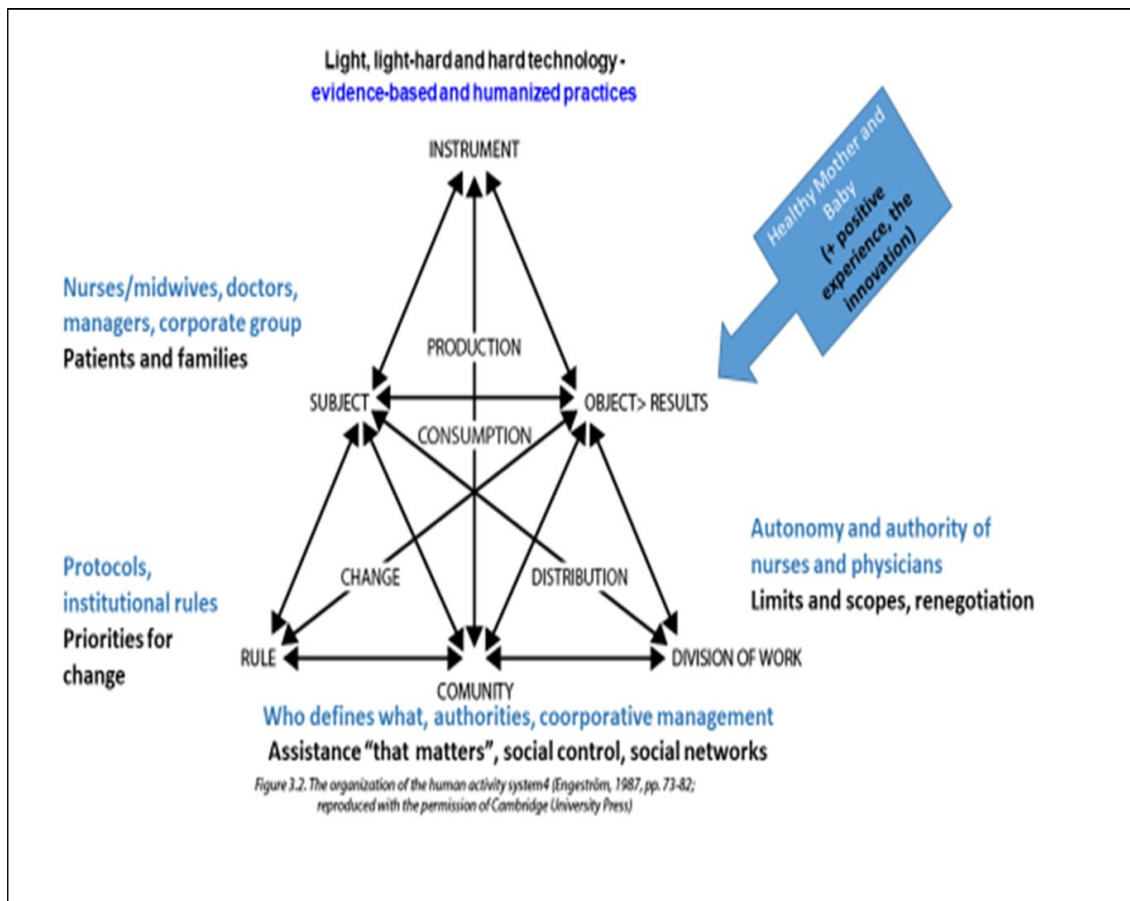 Light, light-hard and hard technology -
evidence-based and humanized practices
INSTRUMENT
Healthy Mother and
Baby
(+ positive
experience, the
innovation)
Nurses/midwives, doctors,
managers, corporate group
Patients and families
PRODUCTION
SUBJECT
OBJECT> RESULTS
CONSUMPTION
Protocols,
institutional rules
Priorities for
change
Autonomy and authority of
nurses and physicians
Limits and scopes, renegotiation
CHANGE
DISTRIBUTION
RULE
COMUNITY
DIVISION OF WORK
Who defines what, authorities, coorporative management
Assistance “that matters”, social control, social networks
Figure 3.2. The organization of the human activity system4 (Engeström, 1987, pp. 73-82;
reproduced with the permission of Cambridge University Press)